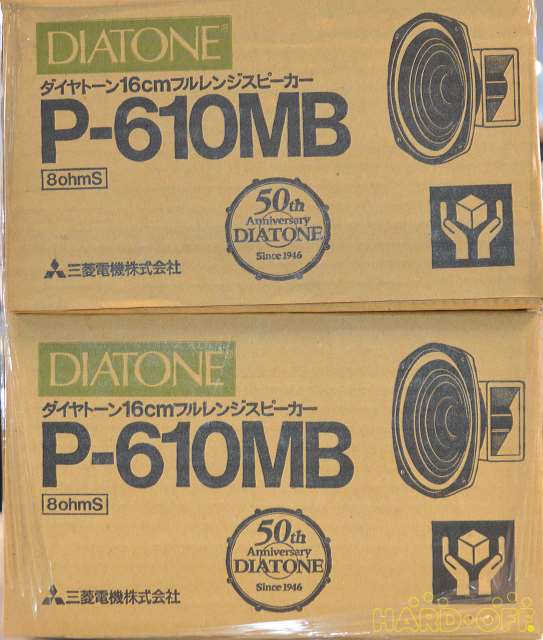 DIATONE
ダイヤトーン16cmフルレンジスピーカー
P-610MB
8ohmS
50th
Anniversary
DIATONE
Since 1946
三菱電機株式会社
DIATONE
ダイヤトーン16cmフルレンジスピーカー
P-610MB
8ohmS
50th
Anniversary
DIATONE
Since 1946
三菱電機株式会社
HARD-OFF